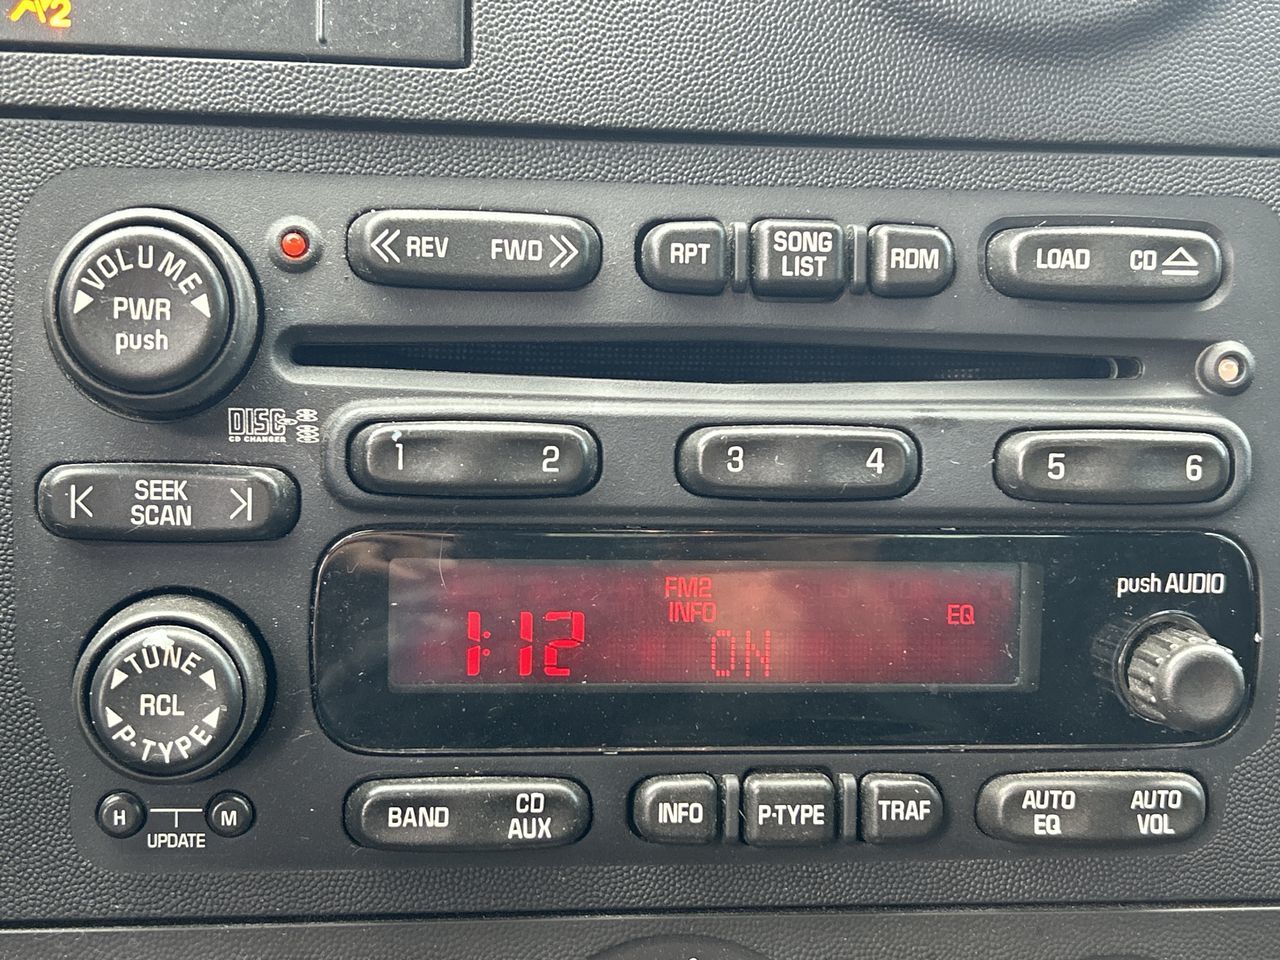 2
VOLUME
PWR
push
REV FWD
RPT
SONG
LIST
RDM
LOAD CD
DISC
CD CHANGER
1 2
3 4
5 6
SEEK
SCAN
FM2
INFO
EQ
1:12
ON
push AUDIO
TUNE
RCL
P-TYPE
H M
UPDATE
BAND
CD
AUX
INFO
P-TYPE
TRAF
AUTO
EQ
AUTO
VOL